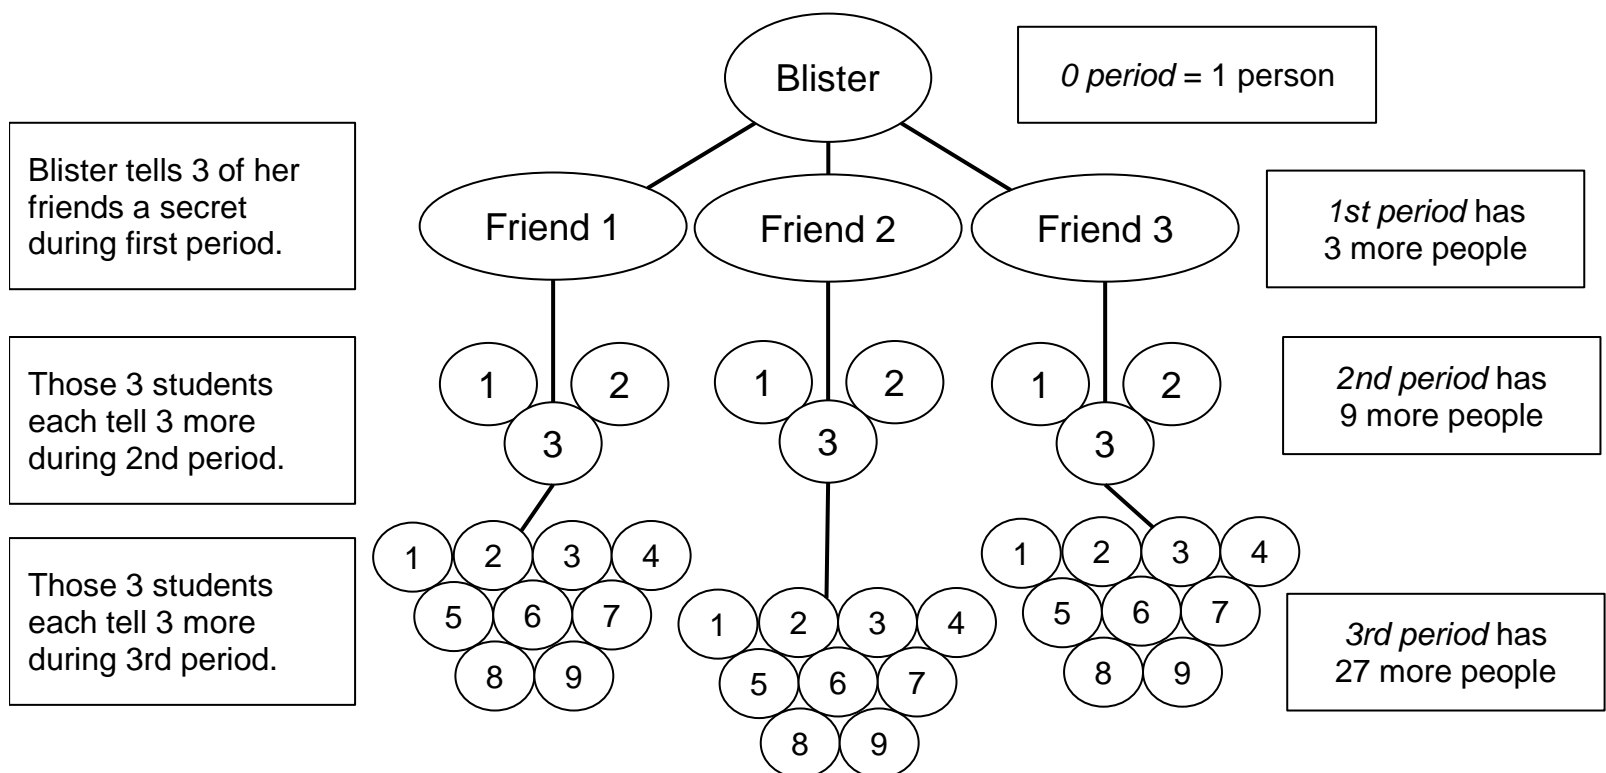 Blister
0 period = 1 person
Blister tells 3 of her
friends a secret
during first period.
Friend 1
Friend 2
Friend 3
1st period has
3 more people
Those 3 students
each tell 3 more
during 2nd period.
1 2
3
1 2
3
1 2
3
2nd period has
9 more people
Those 3 students
each tell 3 more
during 3rd period.
1 2 3 4
5 6 7
8 9
1 2 3 4
5 6 7
8 9
1 2 3 4
5 6 7
8 9
3rd period has
27 more people